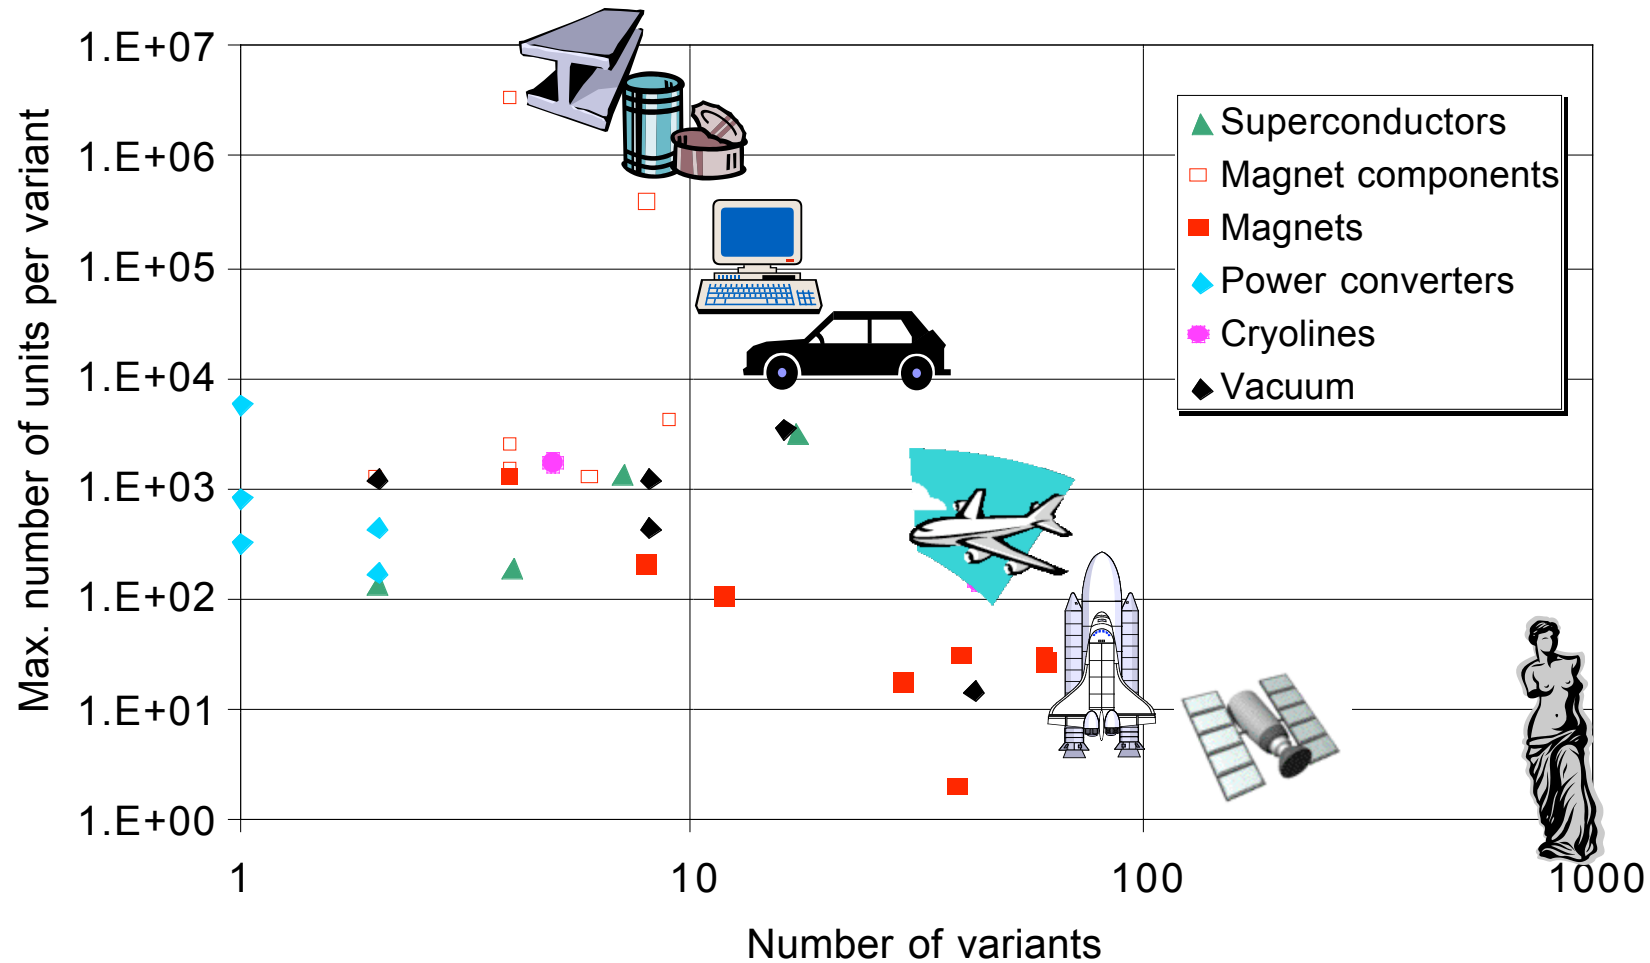 1.E+07
1.E+06
1.E+05
1.E+04
1.E+03
1.E+02
1.E+01
1.E+00
Max. number of units per variant
Superconductors
Magnet components
Magnets
Power converters
Cryolines
Vacuum
1 10 100 1000
Number of variants